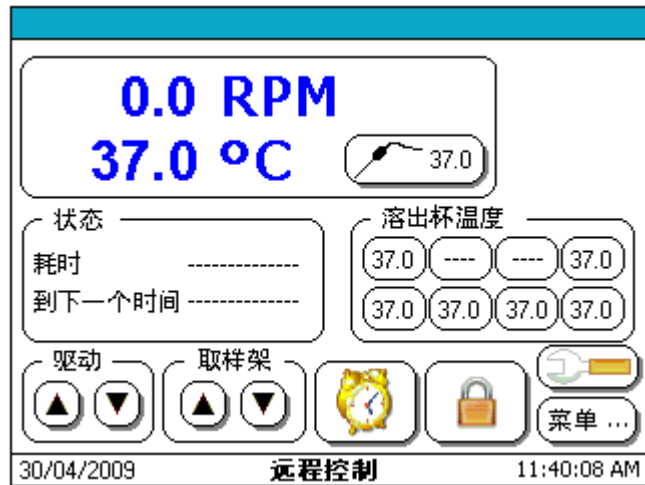 0.0 RPM
37.0 ºC
37.0
状态
耗时 -------------
到下一个时间 -------------
溶出杯温度
37.0 ---- ---- 37.0
37.0 37.0 37.0 37.0
驱动
取样架
菜单 ...
30/04/2009 远程控制 11:40:08 AM